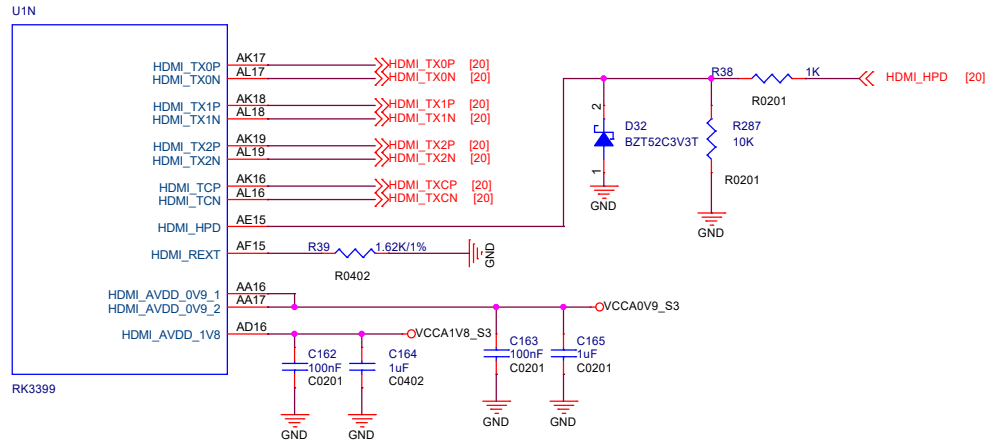 U1N
HDMI_TX0P AK17 HDMI_TX0P [20]
HDMI_TX0N AL17 HDMI_TX0N [20]
R38 1K HDMI_HPD [20]
R0201
HDMI_TX1P AK18 HDMI_TX1P [20]
HDMI_TX1N AL18 HDMI_TX1N [20]
2
D32 R287
BZT52C3V3T 10K
HDMI_TX2P AK19 HDMI_TX2P [20]
HDMI_TX2N AL19 HDMI_TX2N [20]
1
R0201
HDMI_TCP AK16 HDMI_TXCP [20]
HDMI_TCN AL16 HDMI_TXCN [20]
GND
HDMI_HPD AE15
GND
HDMI_REXT AF15 R39 1.62K/1% GND
R0402
HDMI_AVDD_0V9_1 AA16
HDMI_AVDD_0V9_2 AA17 VCCA0V9_S3
HDMI_AVDD_1V8 AD16 VCCA1V8_S3
C162 C164 C163 C165
100nF 1uF 100nF 1uF
C0201 C0402 C0201 C0201
RK3399
GND GND GND GND